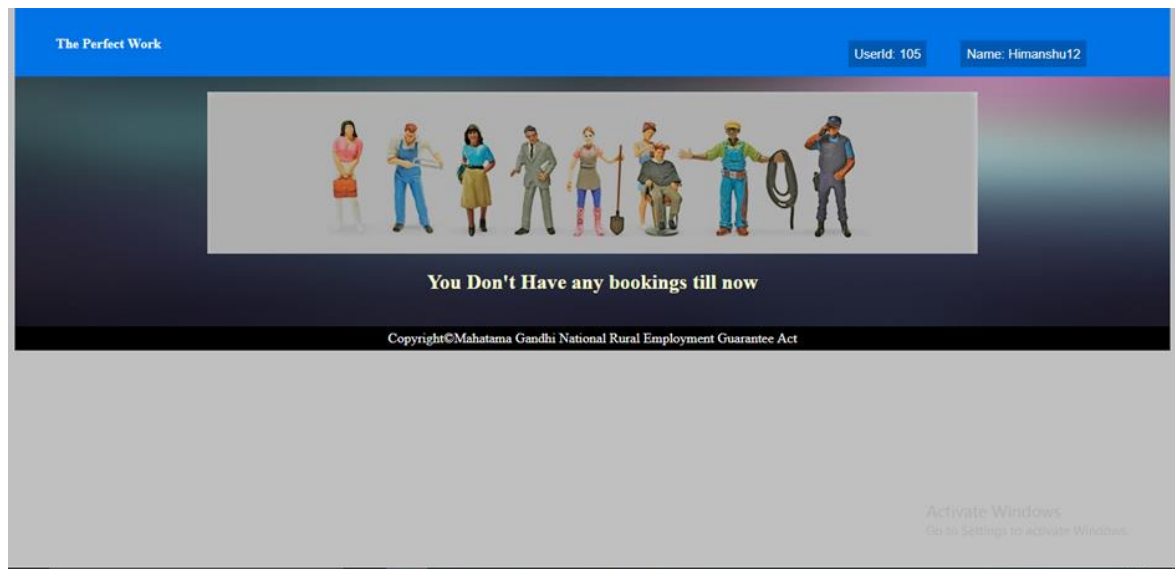 The Perfect Work
UserId: 105
Name: Himanshu12
You Don't Have any bookings till now
Copyright©Mahatama Gandhi National Rural Employment Guarantee Act
Activate Windows
Go to Settings to activate Windows.